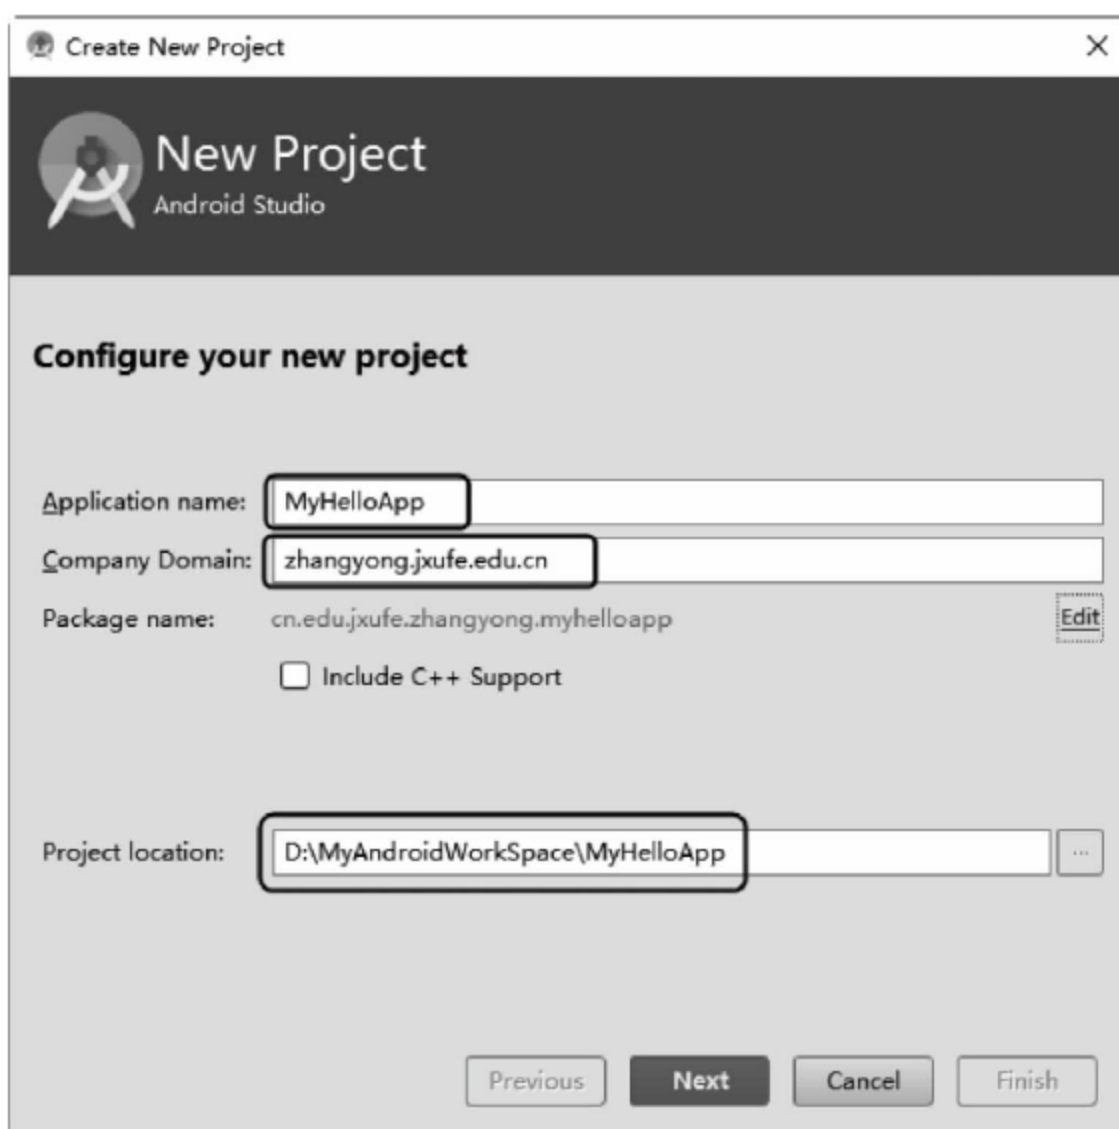 Create New Project
New Project
Android Studio
Configure your new project
Application name: MyHelloApp
Company Domain: zhangyong.jxufe.edu.cn
Package name: cn.edu.jxufe.zhangyong.myhelloapp Edit
Include C++ Support
Project location: D:\MyAndroidWorkSpace\MyHelloApp ...
Previous Next Cancel Finish